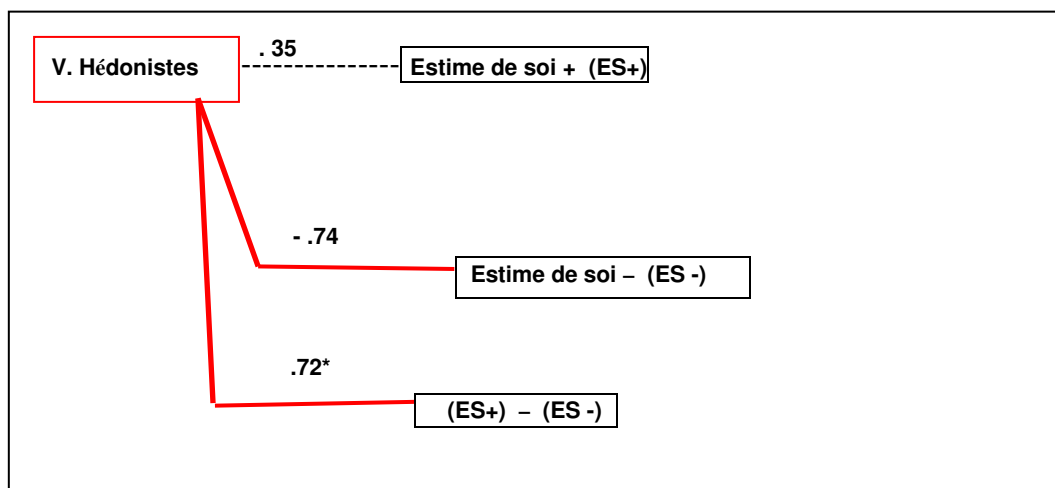 . 35
V. Hédonistes
Estime de soi + (ES+)
- .74
Estime de soi – (ES -)
.72*
(ES+) – (ES -)